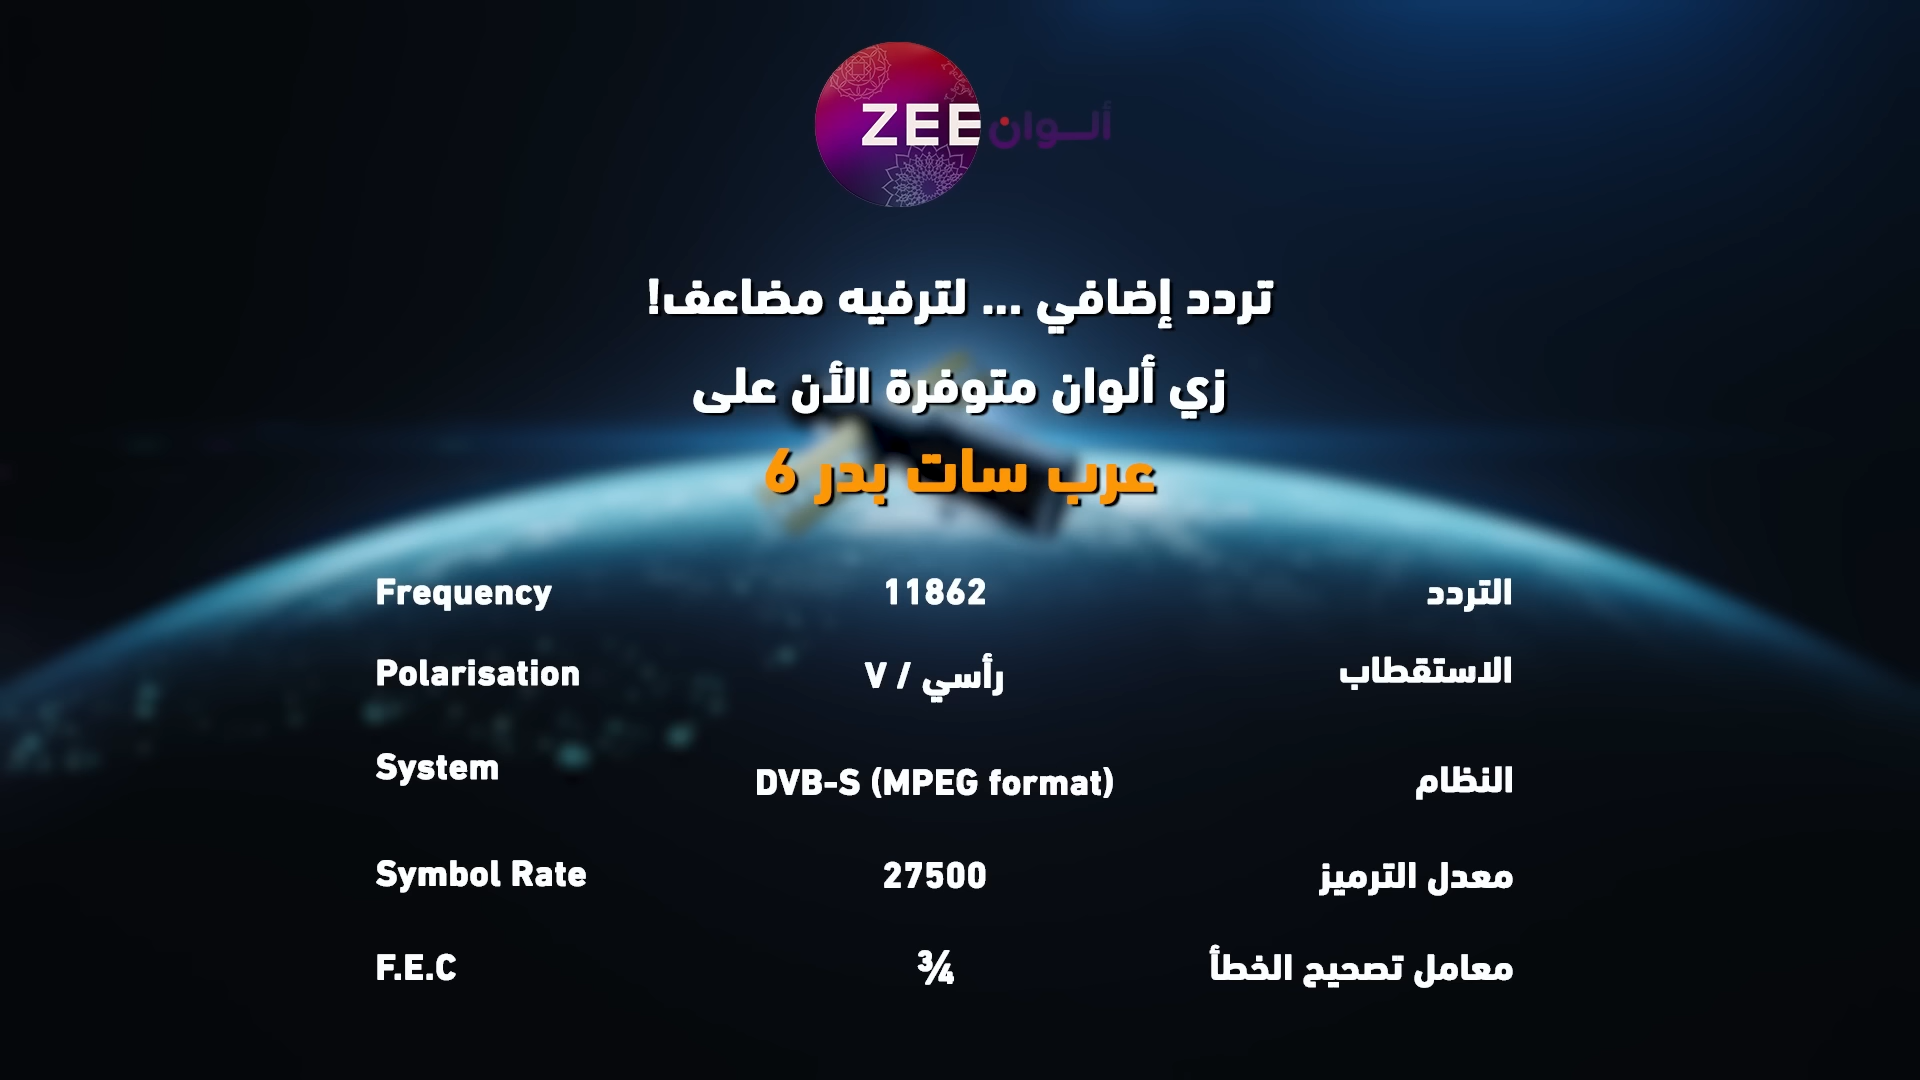 ZEE ألوان
تردد إضافي ... لترفيه مضاعف!
زي ألوان متوفرة الأن على
عرب سات بدر 6
Frequency 11862 التردد
Polarisation رأسي / V الاستقطاب
System DVB-S (MPEG format) النظام
Symbol Rate 27500 معدل الترميز
F.E.C ¾ معامل تصحيح الخطأ